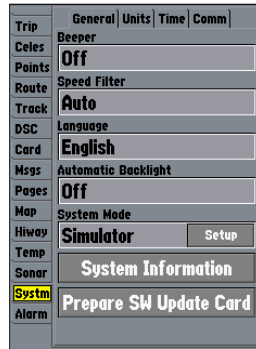 General Units Time Comm
Trip
Celes
Points
Route
Track
DSC
Card
Msgs
Pages
Map
Hiway
Temp
Sonar
Systm
Alarm
Beeper
Off
Speed Filter
Auto
Language
English
Automatic Backlight
Off
System Mode
Simulator Setup
System Information
Prepare SW Update Card